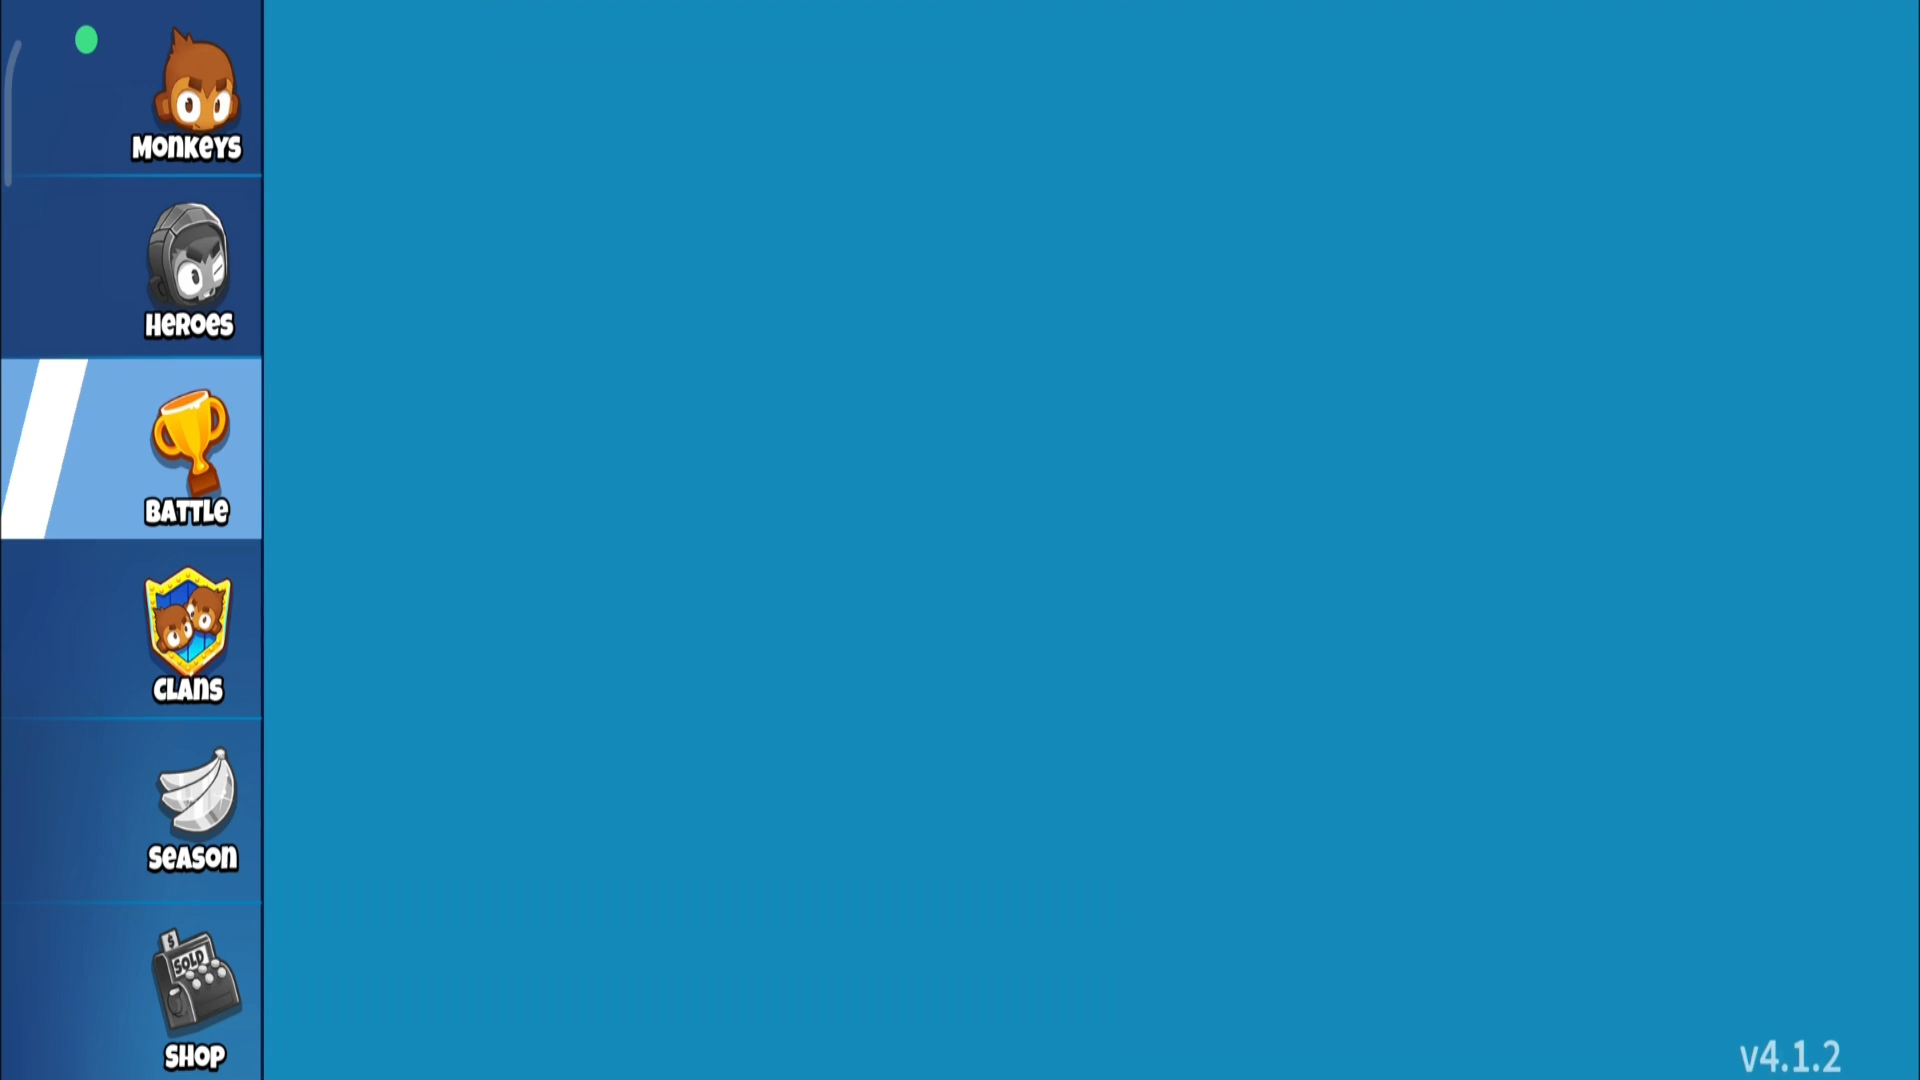 MONKEYS
HEROES
BATTLE
CLANS
SEASON
$
SOLD
SHOP
v4.1.2